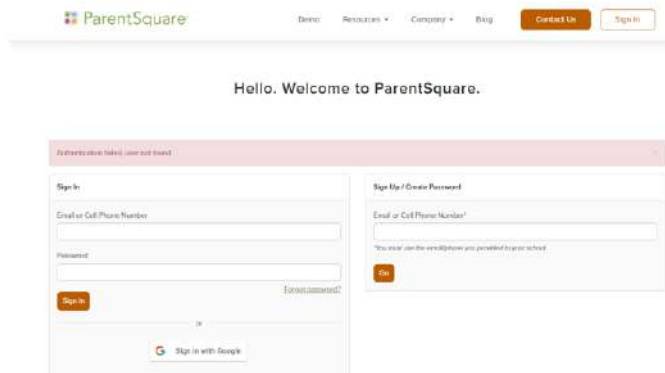 ParentSquare
Demo Resources Company Blog Contact Us Sign In
Hello. Welcome to ParentSquare.
Authentication failed, user not found
Sign In
Email or Cell Phone Number
Password
Forgot password?
Sign In
or
Sign in with Google
Sign Up / Create Password
Email or Cell Phone Number*
*You must use the email/phone you provided to your school
Go